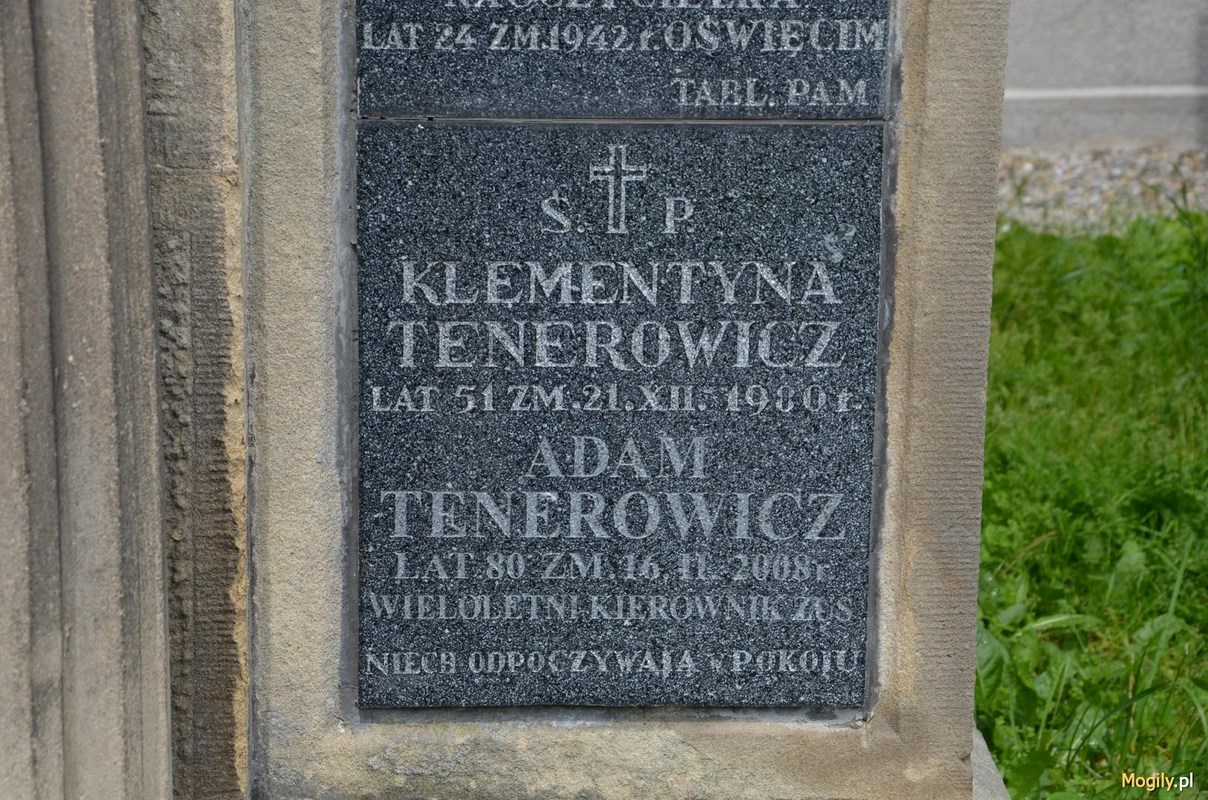 NAUCZYCIELKA
LAT 24 ZM.1942 r. OŚWIĘCIM
TABL. PAM
Ś. P.
KLEMENTYNA
TENEROWICZ
LAT 51 ZM. 21. XII. 1980 r.
ADAM
TENEROWICZ
LAT 80 ZM. 16. II. 2008 r
WIELOLETNI KIEROWNIK ZUS
NIECH ODPOCZYWAJĄ w POKOJU
Mogily.pl